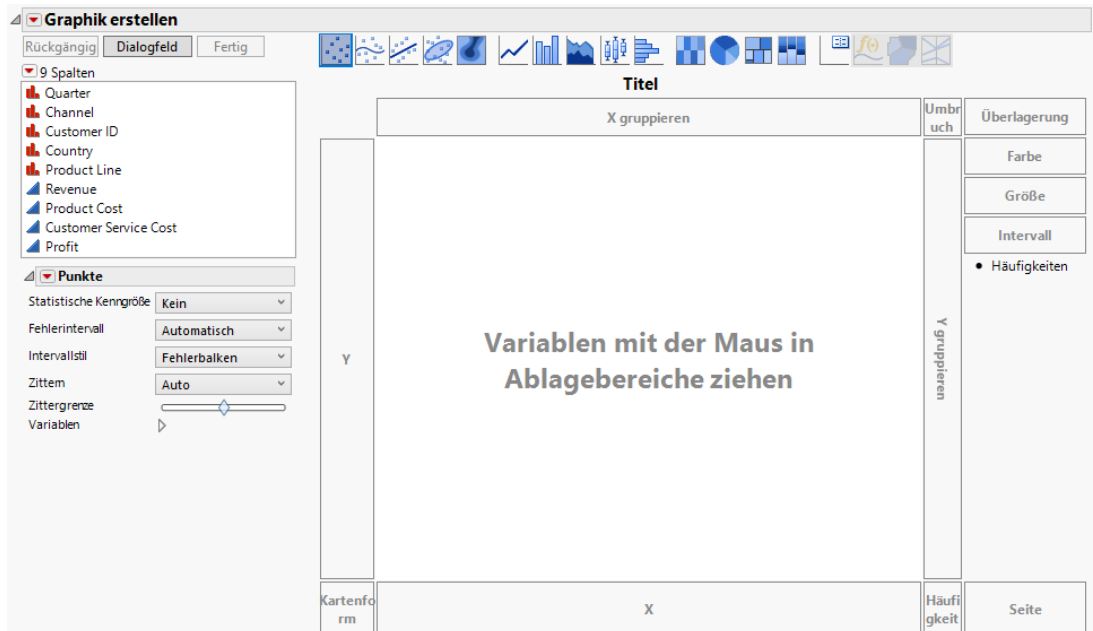 Graphik erstellen
Rückgängig Dialogfeld Fertig
9 Spalten
Quarter
Channel
Customer ID
Country
Product Line
Revenue
Product Cost
Customer Service Cost
Profit
Punkte
Statistische Kenngröße Kein
Fehlerintervall Automatisch
Intervallstil Fehlerbalken
Zittern Auto
Zittergrenze
Variablen
Titel
X gruppieren
Umbr
uch
Überlagerung
Farbe
Größe
Intervall
Häufigkeiten
Y
Variablen mit der Maus in
Ablagebereiche ziehen
Y gruppieren
Kartenfo
rm
X
Häufi
gkeit
Seite